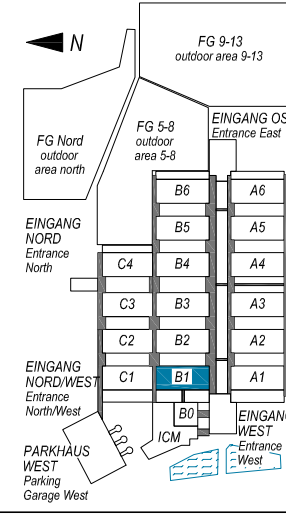 N
FG 9-13
outdoor area 9-13
FG Nord
outdoor
area north
FG 5-8
outdoor
area 5-8
EINGANG OS
Entrance East
B6
A6
EINGANG
NORD
Entrance
North
B5
A5
C4
B4
A4
C3
B3
A3
C2
B2
A2
EINGANG
NORD/WEST
Entrance
North/West
C1
B1
A1
B0
ICM
EINGANG
WEST
Entrance
West
PARKHAUS
WEST
Parking
Garage West